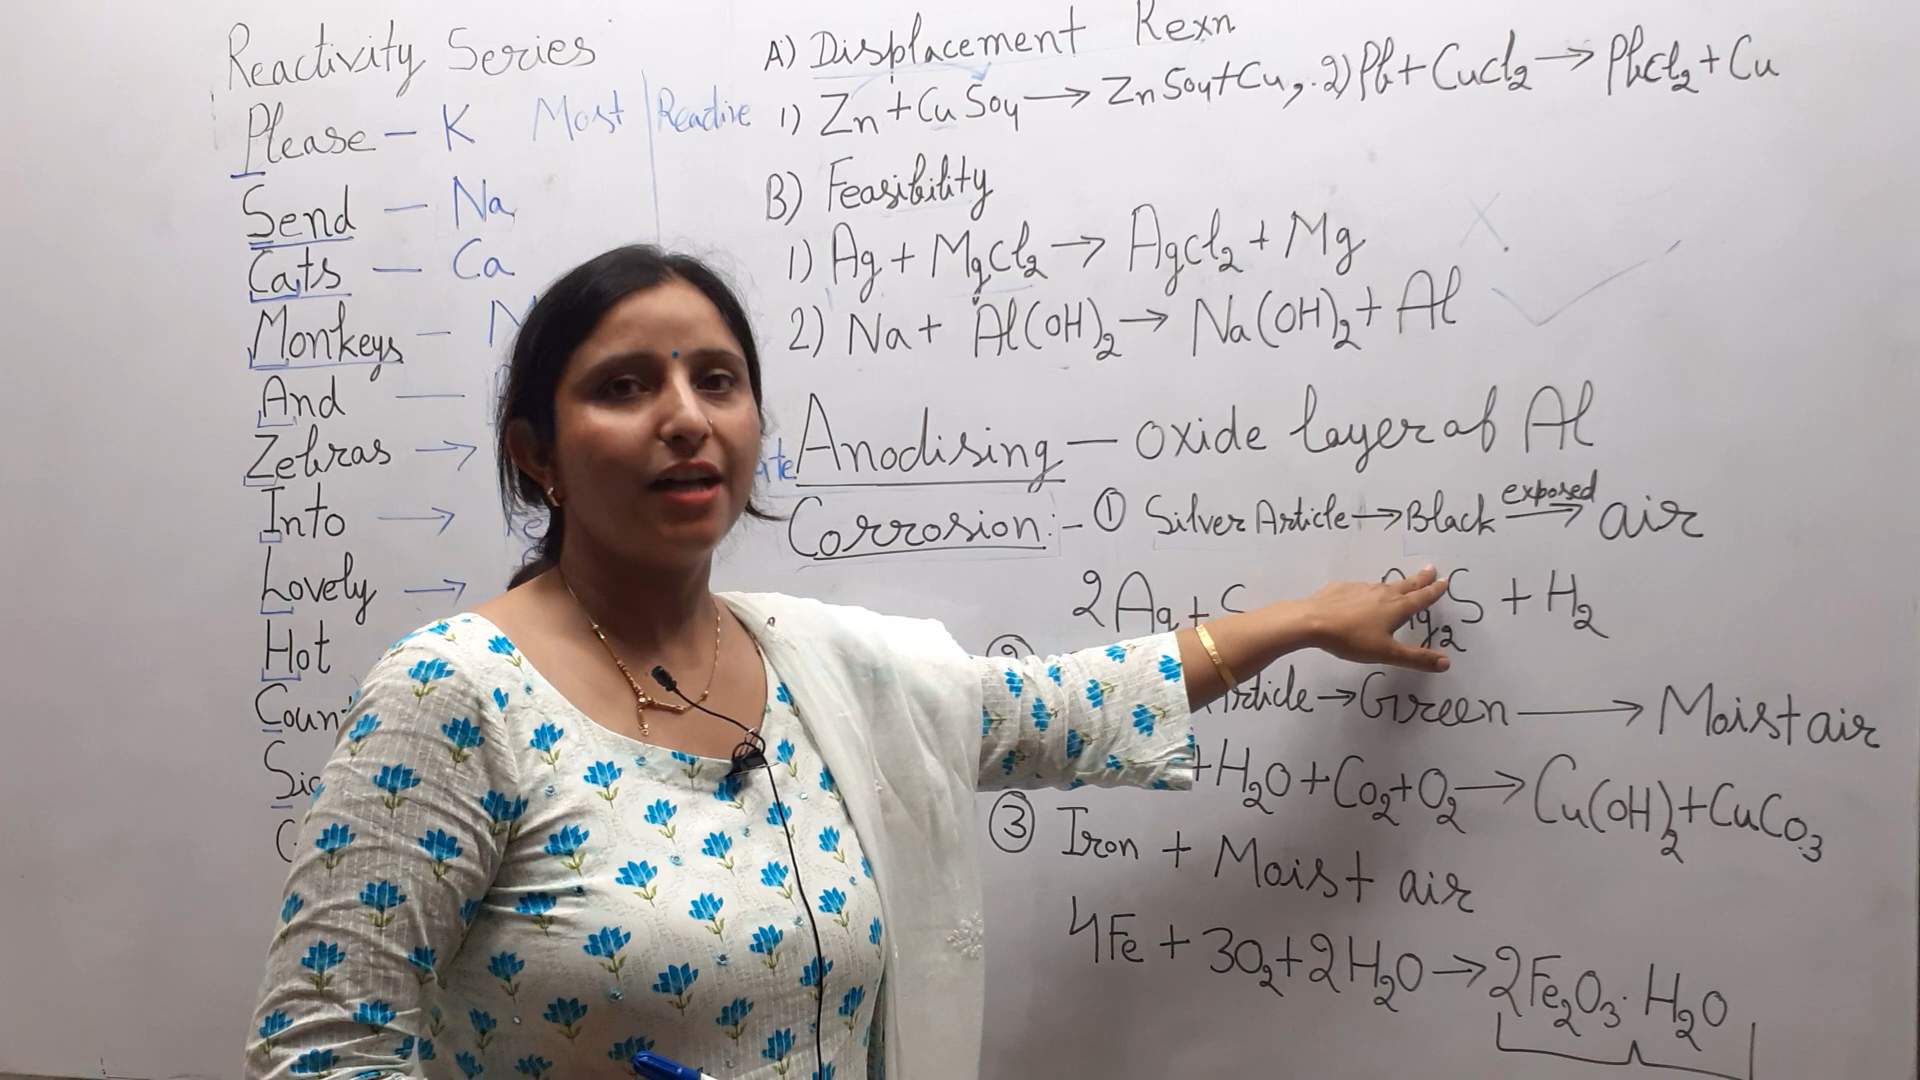 Reactivity Series
Please – K Most Reactive
Send – Na
Cats – Ca
Monkeys –
And –
Zebras →
Into →
Lovely →
Hot
A) Displacement Rexn
1) Zn + CuSO4 → ZnSO4 + Cu, 2) Pb + CuCl2 → PbCl2 + Cu
B) Feasibility
1) Ag + MgCl2 → AgCl2 + Mg
2) Na + Al(OH)2 → Na(OH)2 + Al
Anodising – Oxide layer of Al
Corrosion :- ① Silver Article → Black exposed → air
2Ag + Ag2S + H2
② Article → Green → Moist air
+ H2O + CO2 + O2 → Cu(OH)2 + CuCO3
③ Iron + Moist air
4Fe + 3O2 + 2H2O → 2Fe2O3·H2O